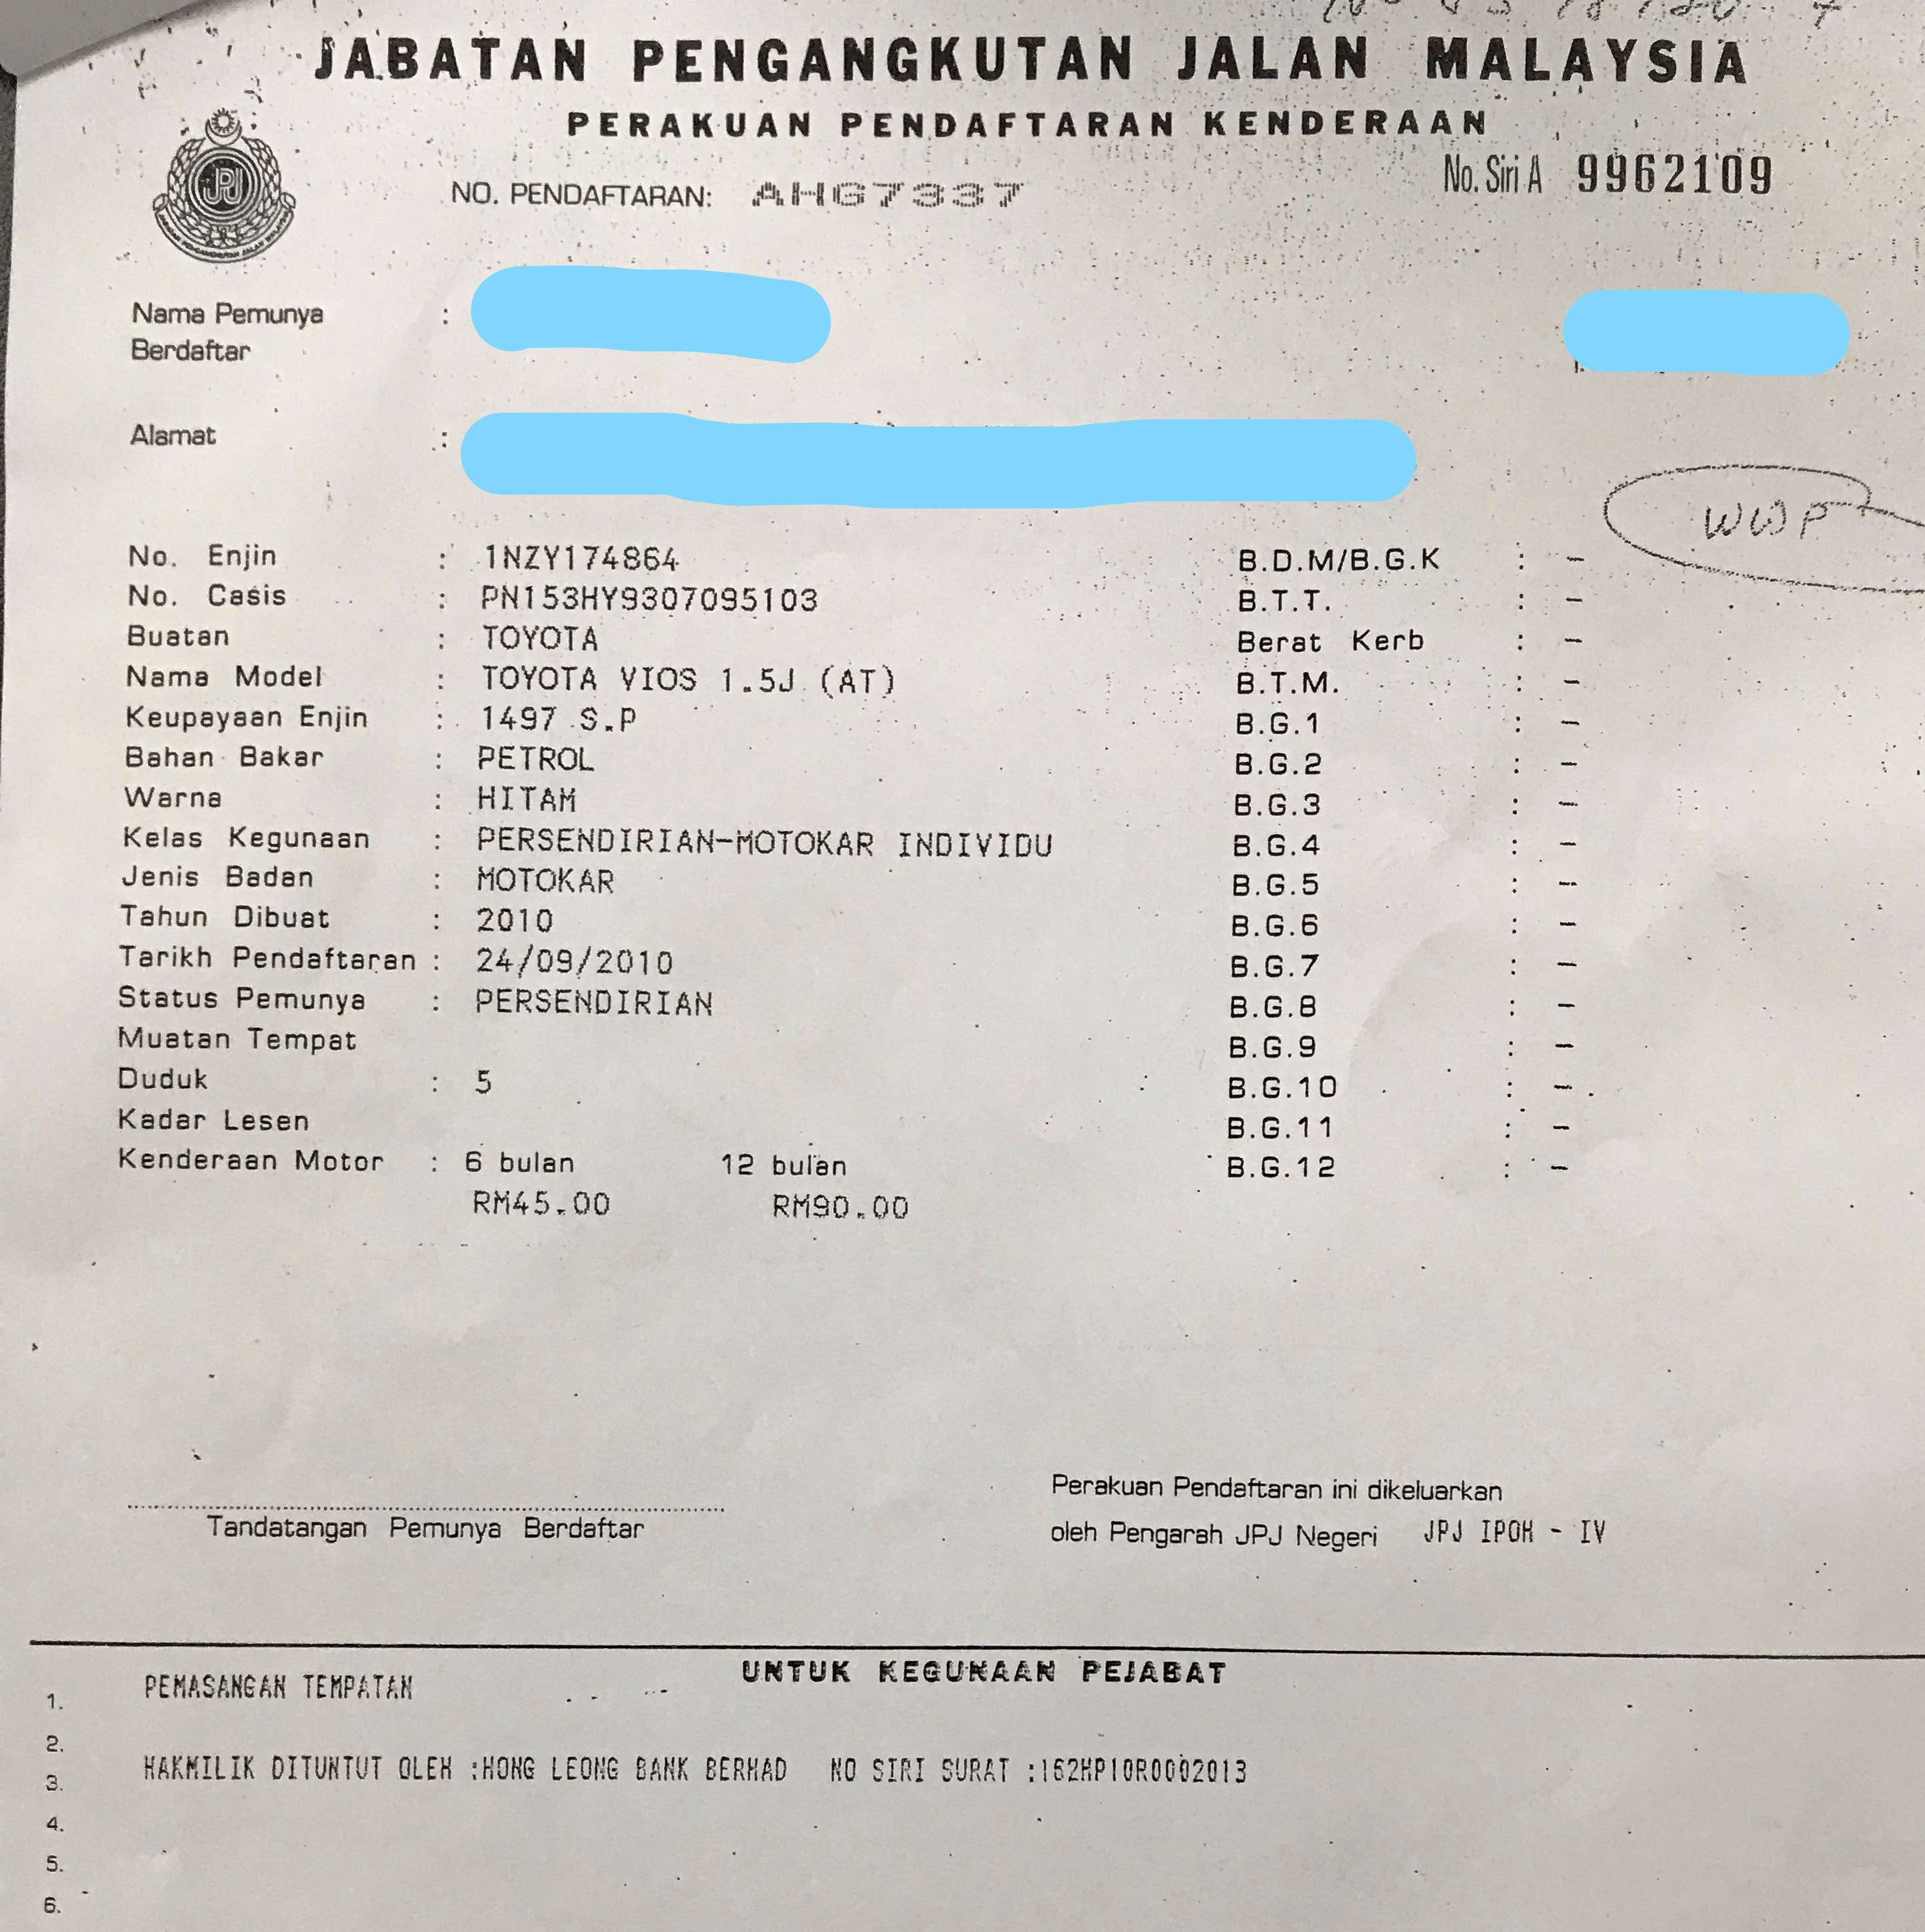 JABATAN PENGANGKUTAN JALAN MALAYSIA
PERAKUAN PENDAFTARAN KENDERAAN
No. Siri A 9962109
NO. PENDAFTARAN: AHG7337
JPJ
Nama Pemunya :
Berdaftar
Alamat :
WWP
No. Enjin : 1NZY174864 B.D.M/B.G.K : -
No. Casis : PN153HY9307095103 B.T.T. : -
Buatan : TOYOTA Berat Kerb : -
Nama Model : TOYOTA VIOS 1.5J (AT) B.T.M. : -
Keupayaan Enjin : 1497 S.P B.G.1 : -
Bahan Bakar : PETROL B.G.2 : -
Warna : HITAM B.G.3 : -
Kelas Kegunaan : PERSENDIRIAN-MOTOKAR INDIVIDU B.G.4 : -
Jenis Badan : MOTOKAR B.G.5 : -
Tahun Dibuat : 2010 B.G.6 : -
Tarikh Pendaftaran : 24/09/2010 B.G.7 : -
Status Pemunya : PERSENDIRIAN B.G.8 : -
Muatan Tempat B.G.9 : -
Duduk : 5 B.G.10 : -
Kadar Lesen B.G.11 : -
Kenderaan Motor : 6 bulan 12 bulan B.G.12 : -
RM45.00 RM90.00
Perakuan Pendaftaran ini dikeluarkan
Tandatangan Pemunya Berdaftar oleh Pengarah JPJ Negeri JPJ IPOH - IV
UNTUK KEGUNAAN PEJABAT
1. PEMASANGAN TEMPATAN
2.
3. HAKMILIK DITUNTUT OLEH :HONG LEONG BANK BERHAD NO SIRI SURAT :162HP10R0002013
4.
5.
6.